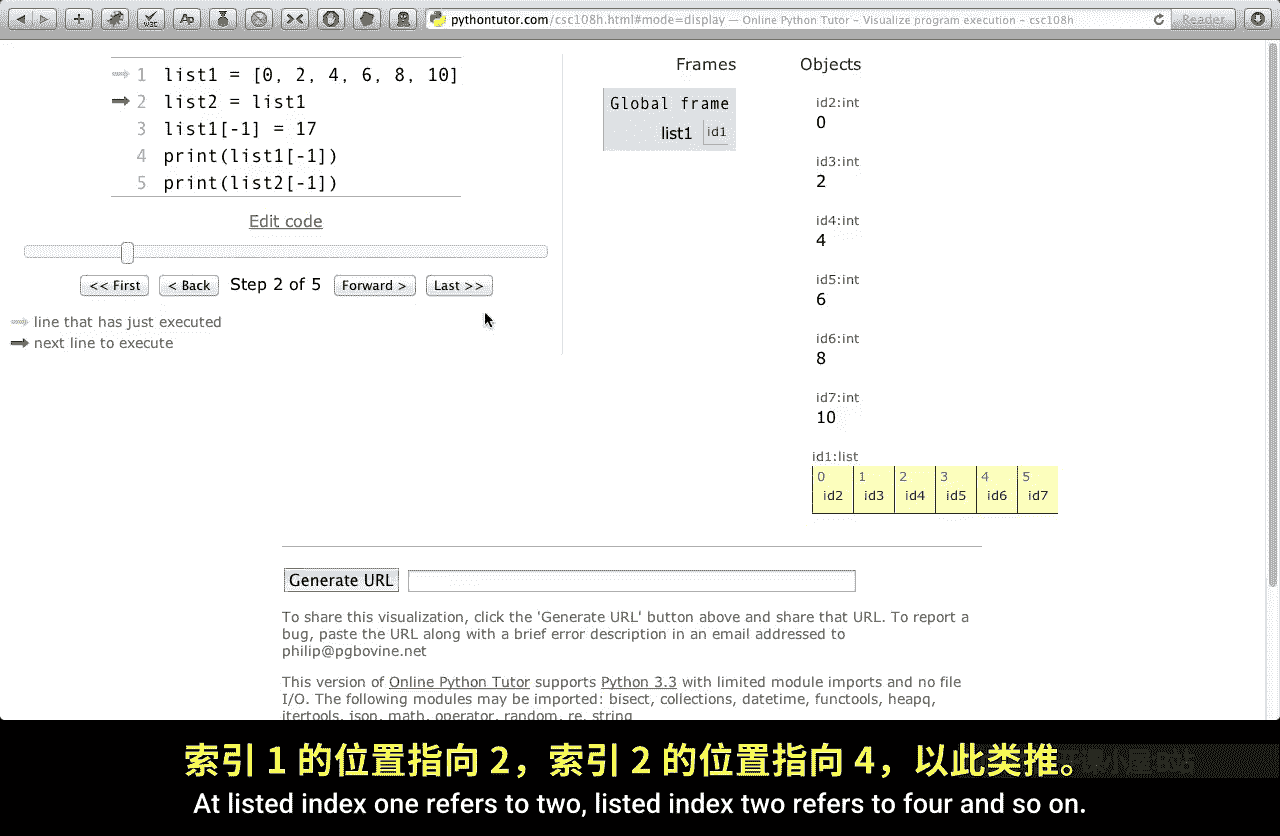 pythontutor.com/csc108h.html#mode=display — Online Python Tutor – Visualize program execution – csc108h
Reader
Frames
Objects
1 list1 = [0, 2, 4, 6, 8, 10]
2 list2 = list1
3 list1[-1] = 17
4 print(list1[-1])
5 print(list2[-1])
Edit code
<< First
< Back
Step 2 of 5
Forward >
Last >>
line that has just executed
next line to execute
Global frame
list1 id1
id2:int
0
id3:int
2
id4:int
4
id5:int
6
id6:int
8
id7:int
10
id1:list
0 1 2 3 4 5
id2 id3 id4 id5 id6 id7
Generate URL
To share this visualization, click the 'Generate URL' button above and share that URL. To report a
bug, paste the URL along with a brief error description in an email addressed to
philip@pgbovine.net
This version of Online Python Tutor supports Python 3.3 with limited module imports and no file
I/O. The following modules may be imported: bisect, collections, datetime, functools, heapq,
itertools, json, math, operator, random, re, string
索引 1 的位置指向 2，索引 2 的位置指向 4，以此类推。
At listed index one refers to two, listed index two refers to four and so on.